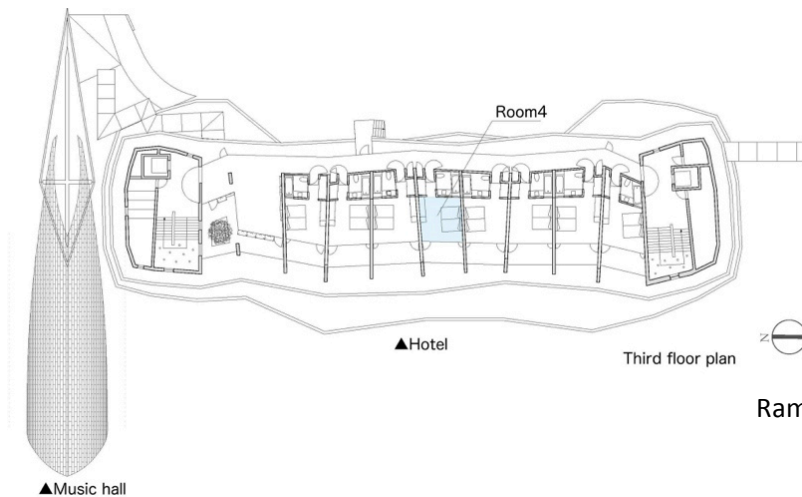 Room4
▲Hotel
Third floor plan
N
Ram
▲Music hall